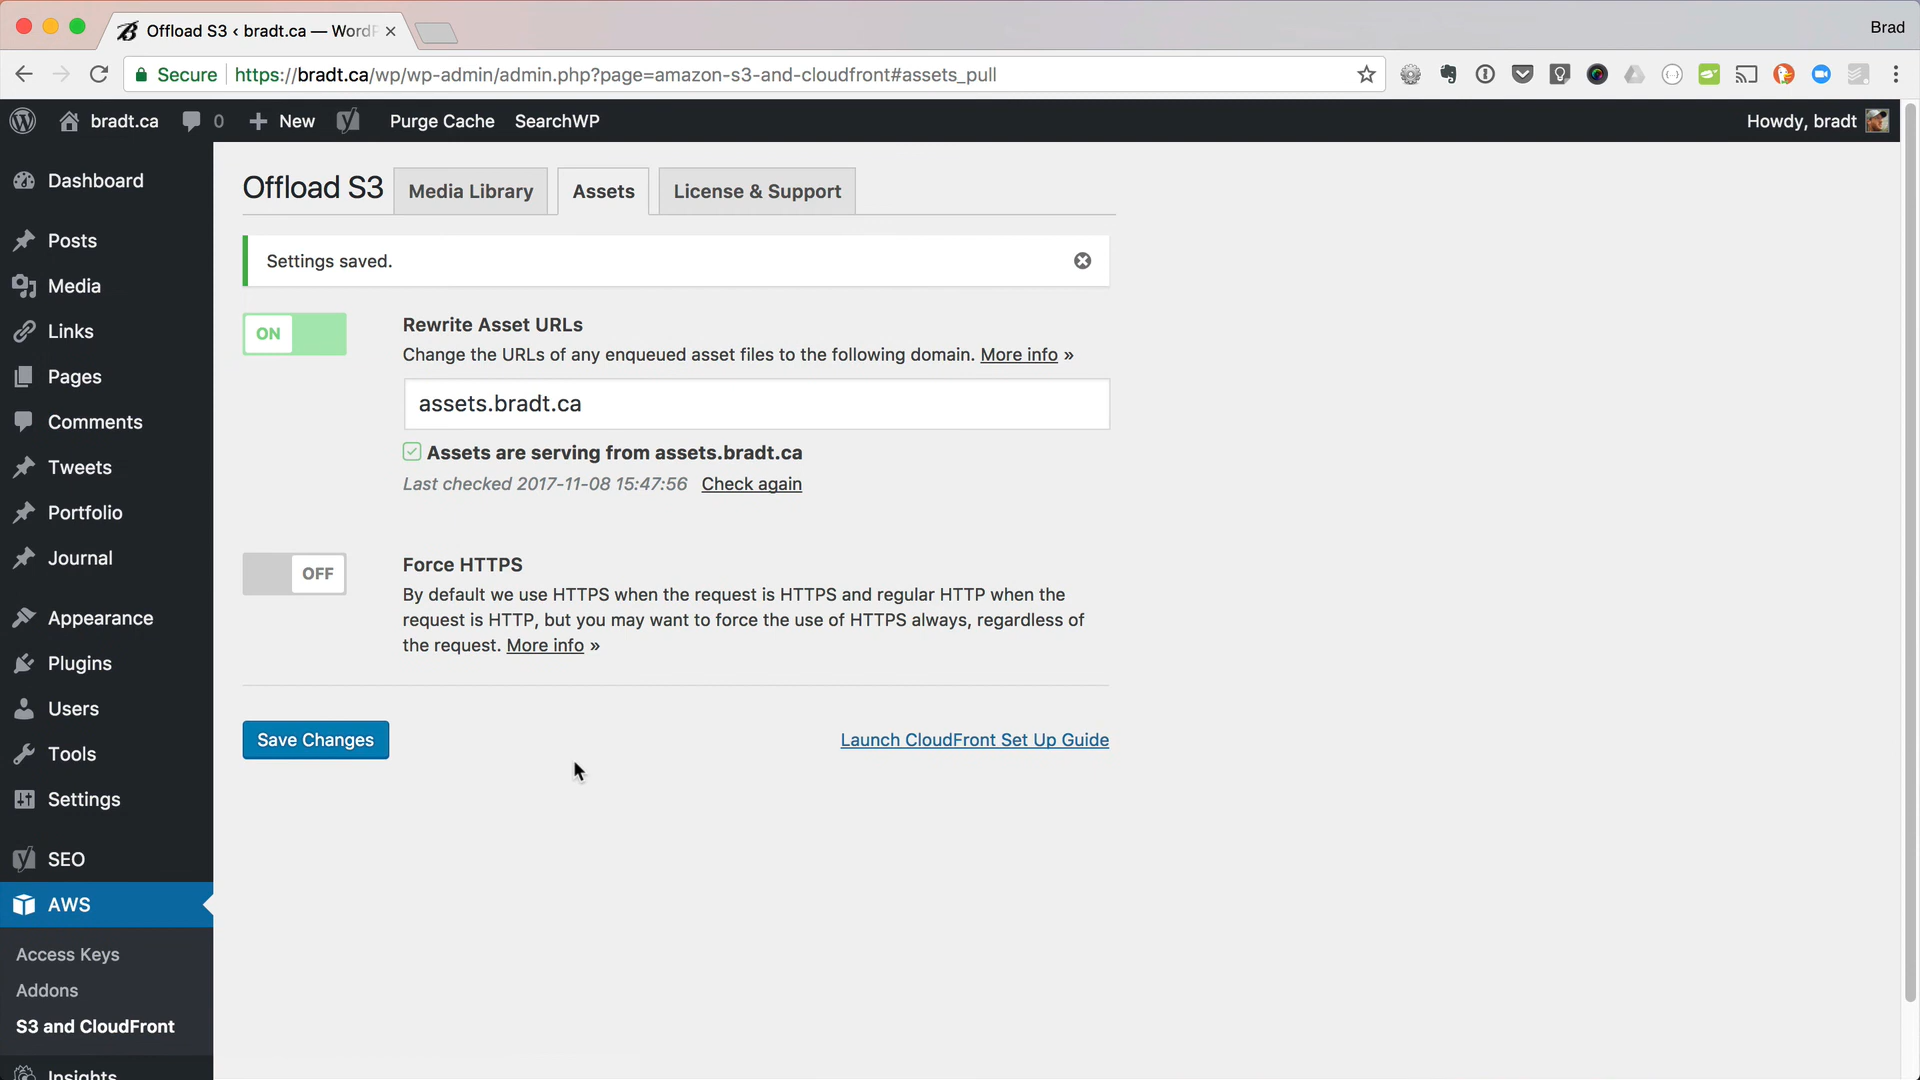 Offload S3 ‹ bradt.ca — WordP
Brad
Secure
https://bradt.ca/wp/wp-admin/admin.php?page=amazon-s3-and-cloudfront#assets_pull
bradt.ca
0
New
Purge Cache
SearchWP
Howdy, bradt
Dashboard
Posts
Media
Links
Pages
Comments
Tweets
Portfolio
Journal
Appearance
Plugins
Users
Tools
Settings
SEO
AWS
Access Keys
Addons
S3 and CloudFront
Insights
Offload S3
Media Library
Assets
License & Support
Settings saved.
ON
Rewrite Asset URLs
Change the URLs of any enqueued asset files to the following domain. More info »
assets.bradt.ca
Assets are serving from assets.bradt.ca
Last checked 2017-11-08 15:47:56 Check again
OFF
Force HTTPS
By default we use HTTPS when the request is HTTPS and regular HTTP when the
request is HTTP, but you may want to force the use of HTTPS always, regardless of
the request. More info »
Save Changes
Launch CloudFront Set Up Guide